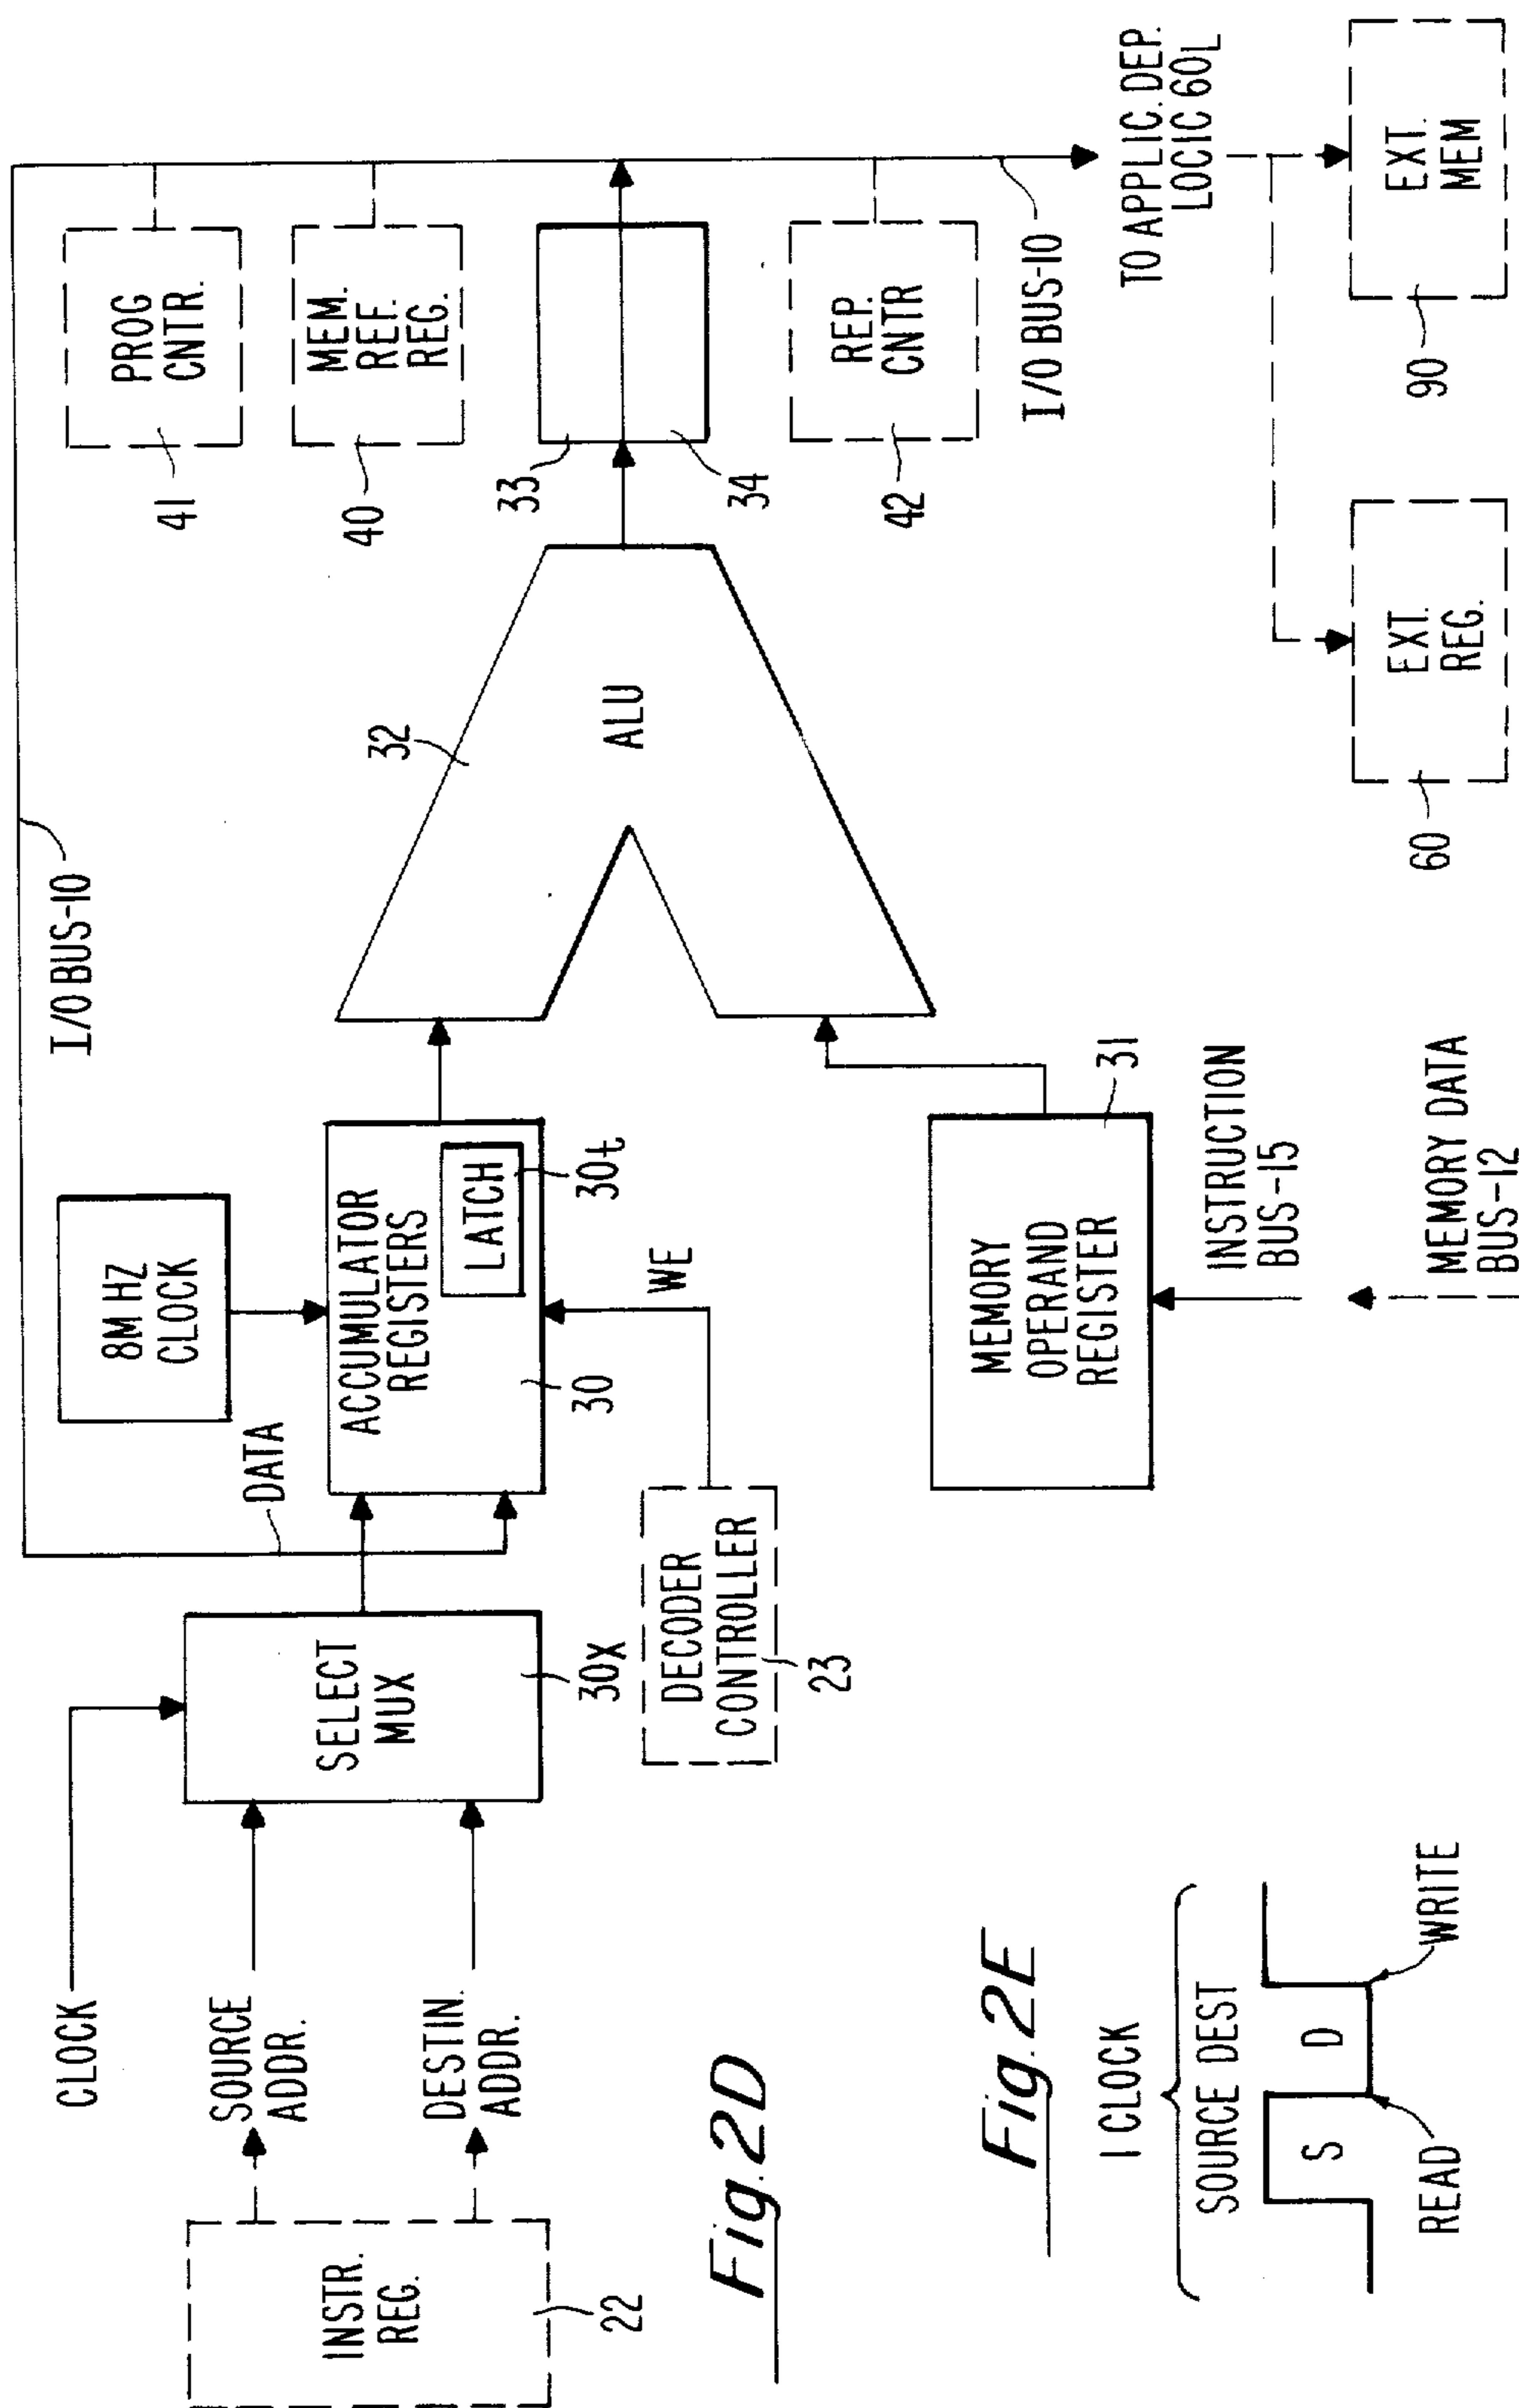 I/O BUS-10
PROG
CNTR.
41
MEM.
REF.
REG.
40
33
34
REP.
CNTR
42
I/O BUS-10
TO APPLIC. DEP.
LOCIC 60L
EXT.
MEM
90
EXT.
REG.
60
32
ALU
8M HZ
CLOCK
DATA
ACCUMULATOR
REGISTERS
LATCH
30t
30
WE
DECODER
CONTROLLER
23
MEMORY
OPERAND
REGISTER
31
INSTRUCTION
BUS-15
MEMORY DATA
BUS-12
CLOCK
SELECT
MUX
30X
SOURCE
ADDR.
DESTIN.
ADDR.
INSTR.
REG.
22
Fig. 2D
Fig. 2E
1 CLOCK
SOURCE DEST
S
D
READ
WRITE